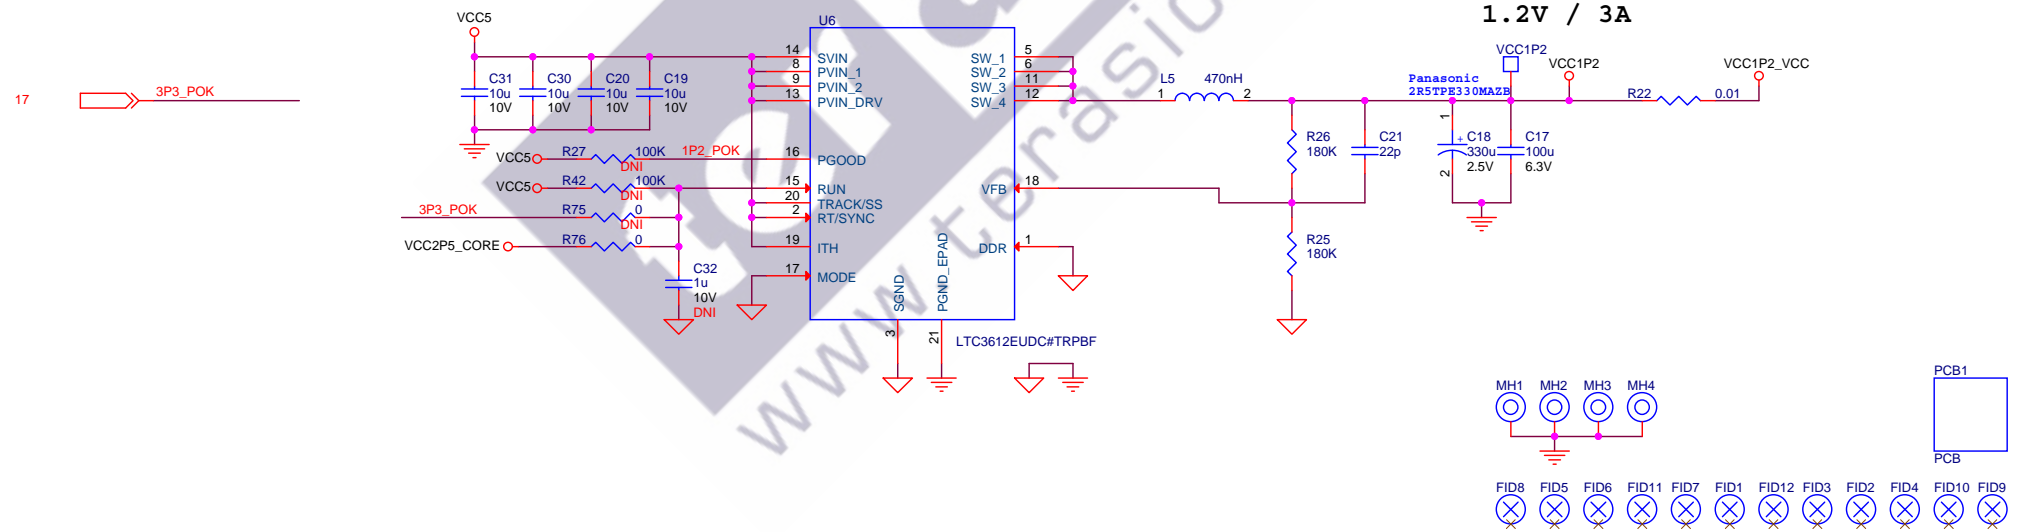 1.2V / 3A
VCC5
U6
VCC1P2
VCC1P2
VCC1P2_VCC
17
3P3_POK
C31
10u
10V
C30
10u
10V
C20
10u
10V
C19
10u
10V
14
8
9
13
SVIN
PVIN_1
PVIN_2
PVIN_DRV
SW_1
SW_2
SW_3
SW_4
5
6
11
12
L5
470nH
1
2
Panasonic
2R5TPE330MAZB
R22
0.01
VCC5
R27
100K
DNI
1P2_POK
16
PGOOD
R26
180K
C21
22p
1
C18
330u
2.5V
2
+
C17
100u
6.3V
VCC5
R42
100K
DNI
15
RUN
VFB
18
20
TRACK/SS
3P3_POK
R75
0
DNI
2
RT/SYNC
VCC2P5_CORE
R76
0
19
ITH
DDR
1
R25
180K
C32
1u
10V
DNI
17
MODE
SGND
PGND_EPAD
3
21
LTC3612EUDC#TRPBF
www.terasic
MH1
MH2
MH3
MH4
PCB1
PCB
FID8
FID5
FID6
FID11
FID7
FID1
FID12
FID3
FID2
FID4
FID10
FID9